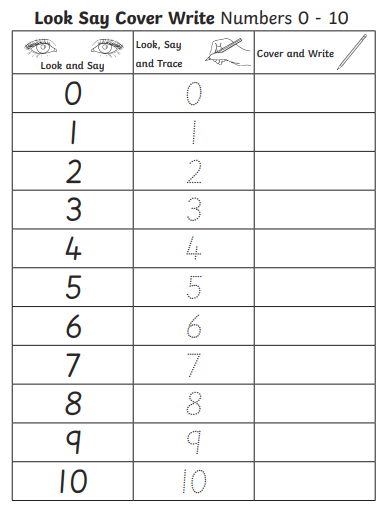 Look Say Cover Write Numbers 0 - 10
Look and Say
Look, Say
and Trace
Cover and Write
0 0
1 1
2 2
3 3
4 4
5 5
6 6
7 7
8 8
9 9
10 10